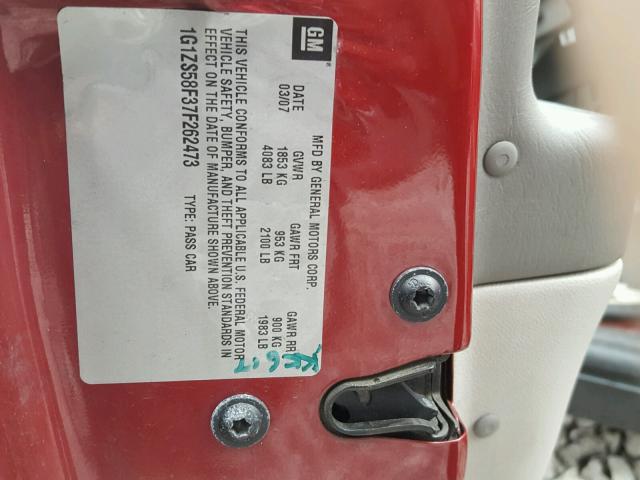 GM
MFD BY GENERAL MOTORS CORP.
DATE GVWR GAWR FRT GAWR RR
03/07 1853 KG 953 KG 900 KG
4083 LB 2100 LB 1983 LB
THIS VEHICLE CONFORMS TO ALL APPLICABLE U.S. FEDERAL MOTOR
VEHICLE SAFETY, BUMPER, AND THEFT PREVENTION STANDARDS IN
EFFECT ON THE DATE OF MANUFACTURE SHOWN ABOVE.
1G1ZS58F37F262473 TYPE: PASS CAR